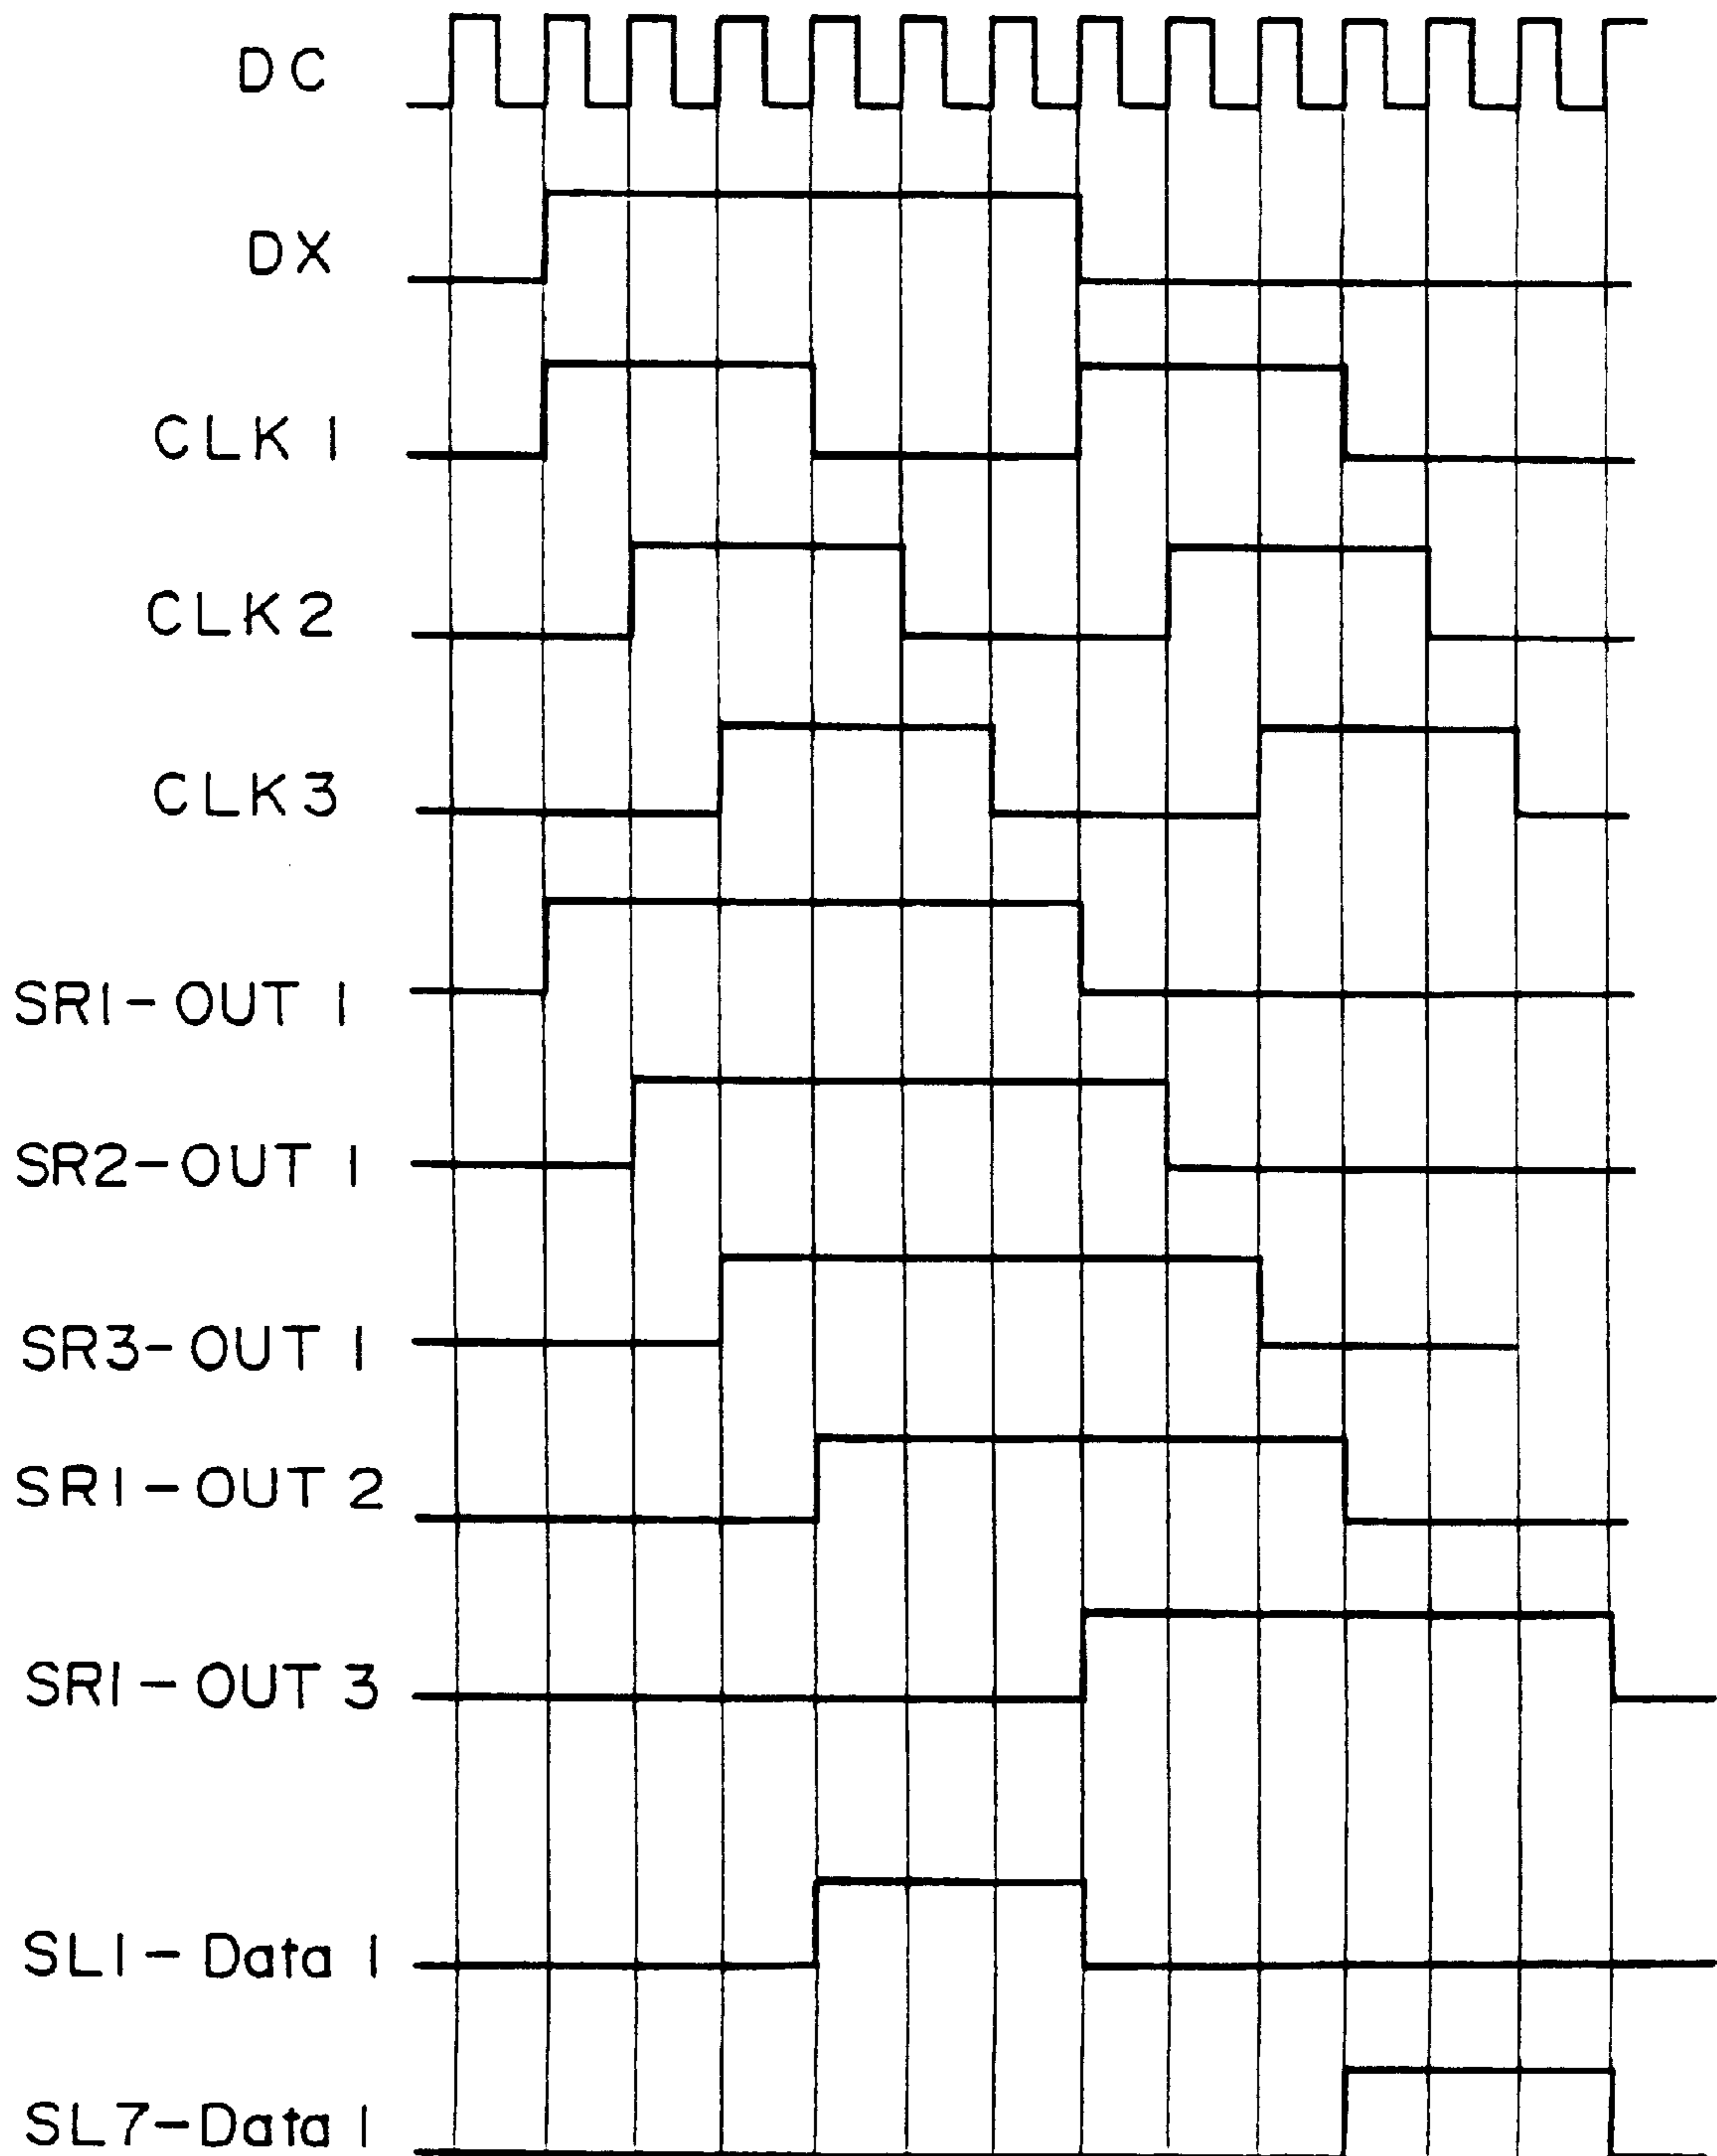 DC
DX
CLK 1
CLK2
CLK3
SR1-OUT 1
SR2-OUT 1
SR3-OUT 1
SR1-OUT 2
SR1-OUT 3
SL1-Data 1
SL7-Data 1